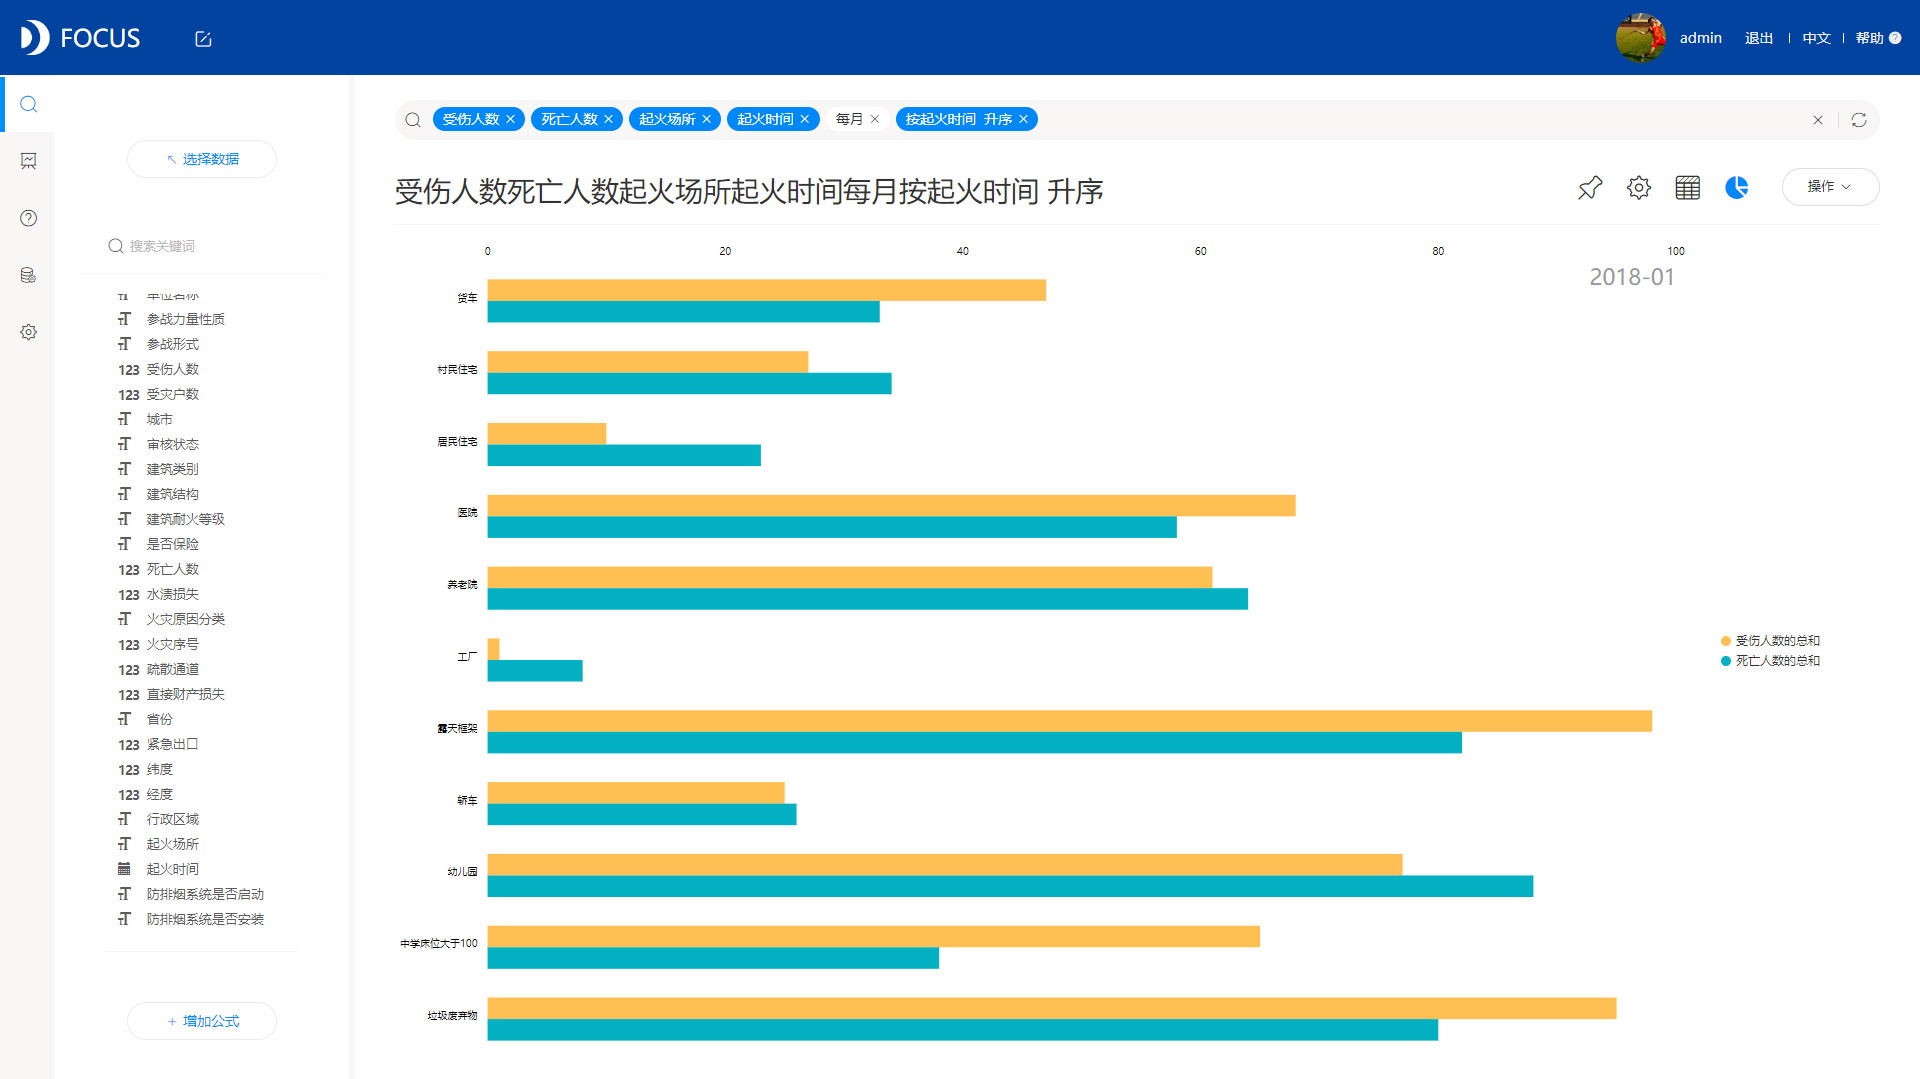 FOCUS
admin 退出 中文 帮助
受伤人数 死亡人数 起火场所 起火时间 每月 按起火时间 升序
选择数据
搜索关键词
单位名称
参战力量性质
参战形式
123 受伤人数
123 受灾户数
城市
审核状态
建筑类别
建筑结构
建筑耐火等级
是否保险
123 死亡人数
123 水渍损失
火灾原因分类
123 火灾序号
123 疏散通道
123 直接财产损失
省份
123 紧急出口
123 纬度
123 经度
行政区域
起火场所
起火时间
防排烟系统是否启动
防排烟系统是否安装
+ 增加公式
受伤人数死亡人数起火场所起火时间每月按起火时间 升序
操作
0 20 40 60 80 100
2018-01
货车
村民住宅
居民住宅
医院
养老院
工厂
露天框架
轿车
幼儿园
中学床位大于100
垃圾废弃物
受伤人数的总和
死亡人数的总和